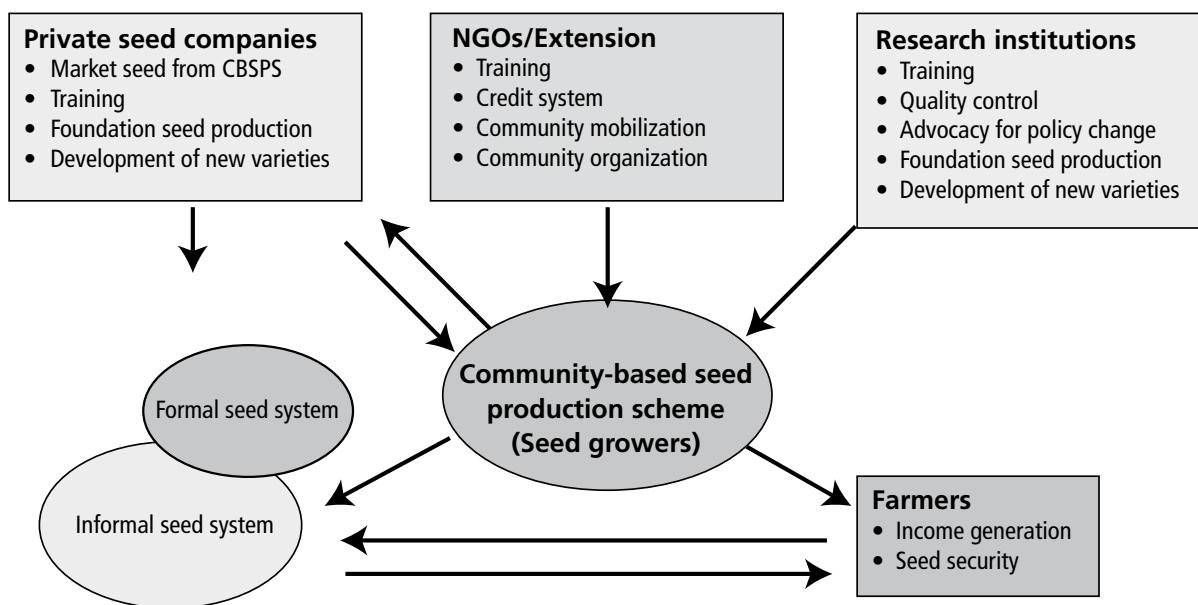 Private seed companies
• Market seed from CBSPS
• Training
• Foundation seed production
• Development of new varieties
NGOs/Extension
• Training
• Credit system
• Community mobilization
• Community organization
Research institutions
• Training
• Quality control
• Advocacy for policy change
• Foundation seed production
• Development of new varieties
Community-based seed
production scheme
(Seed growers)
Formal seed system
Informal seed system
Farmers
• Income generation
• Seed security